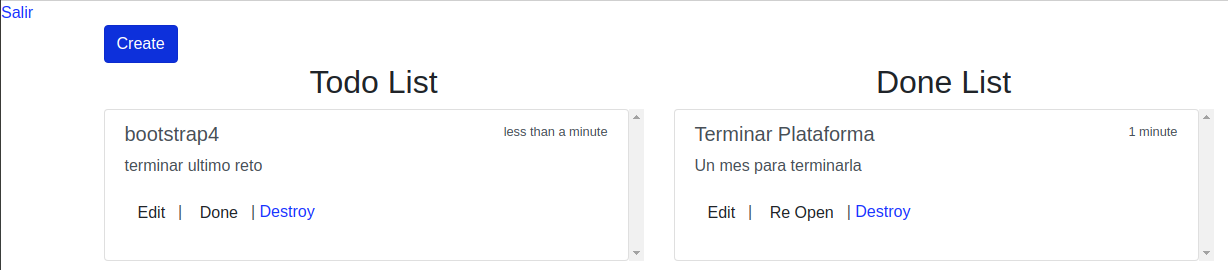 Salir
Create
Todo List
bootstrap4 less than a minute
terminar ultimo reto
Edit | Done | Destroy
Done List
Terminar Plataforma 1 minute
Un mes para terminarla
Edit | Re Open | Destroy